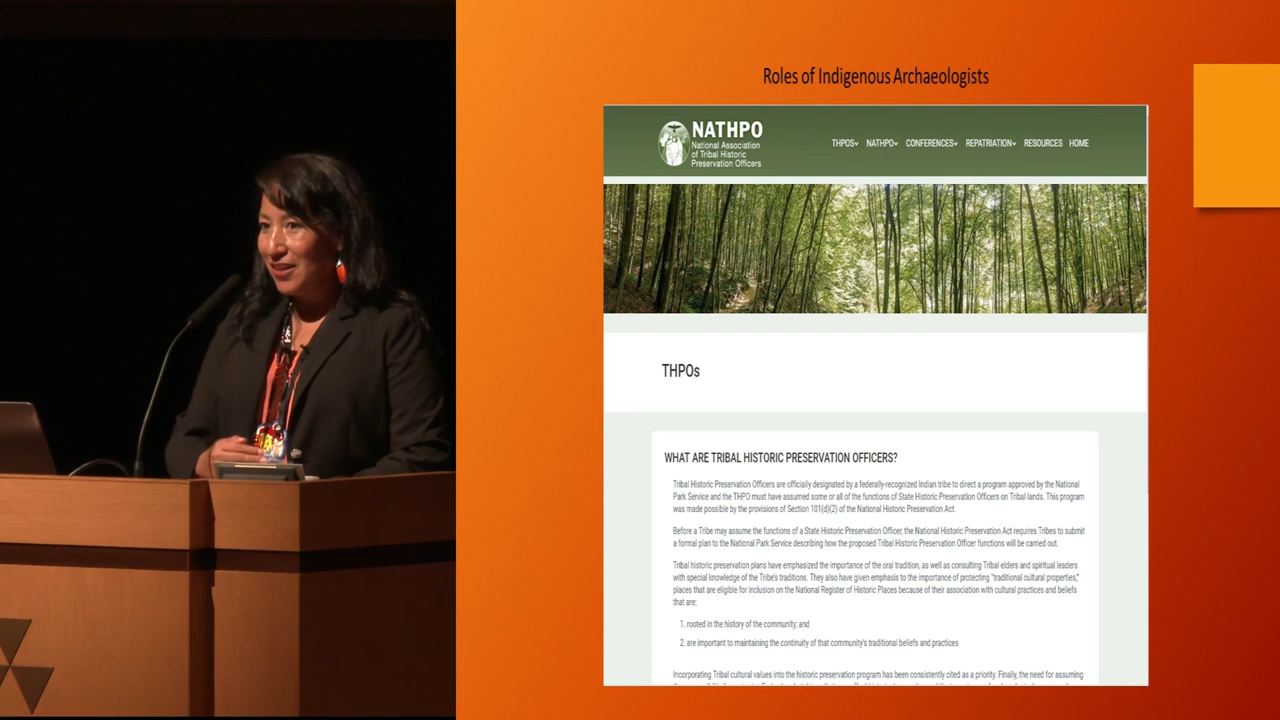 Roles of Indigenous Archaeologists
NATHPO
National Association
of Tribal Historic
Preservation Officers
THPOS NATHPO CONFERENCES REPATRIATION RESOURCES HOME
THPOs
WHAT ARE TRIBAL HISTORIC PRESERVATION OFFICERS?
Tribal Historic Preservation Officers are officially designated by a federally-recognized Indian tribe to direct a program approved by the National
Park Service and the THPO must have assumed some or all of the functions of State Historic Preservation Officers on Tribal lands. This program
was made possible by the provisions of Section 101(d)(2) of the National Historic Preservation Act.
Before a Tribe may assume the functions of a State Historic Preservation Officer, the National Historic Preservation Act requires Tribes to submit
a formal plan to the National Park Service describing how the proposed Tribal Historic Preservation Officer functions will be carried out.
Tribal historic preservation plans have emphasized the importance of the oral tradition, as well as consulting Tribal elders and spiritual leaders
with special knowledge of the Tribe's traditions. They also have given emphasis to the importance of protecting "traditional cultural properties,"
places that are eligible for inclusion on the National Register of Historic Places because of their association with cultural practices and beliefs
that are:
1. rooted in the history of the community; and
2. are important to maintaining the continuity of that community's traditional beliefs and practices
Incorporating Tribal cultural values into the historic preservation program has been consistently cited as a priority. Finally, the need for assuming